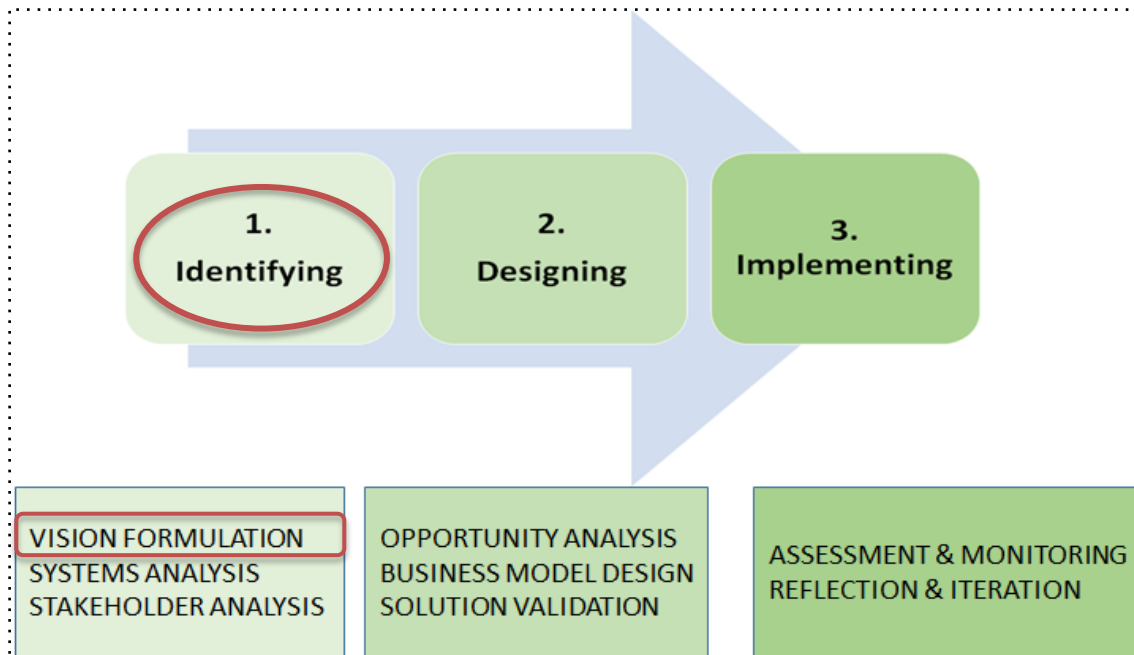 1.
Identifying
2.
Designing
3.
Implementing
VISION FORMULATION
SYSTEMS ANALYSIS
STAKEHOLDER ANALYSIS
OPPORTUNITY ANALYSIS
BUSINESS MODEL DESIGN
SOLUTION VALIDATION
ASSESSMENT & MONITORING
REFLECTION & ITERATION